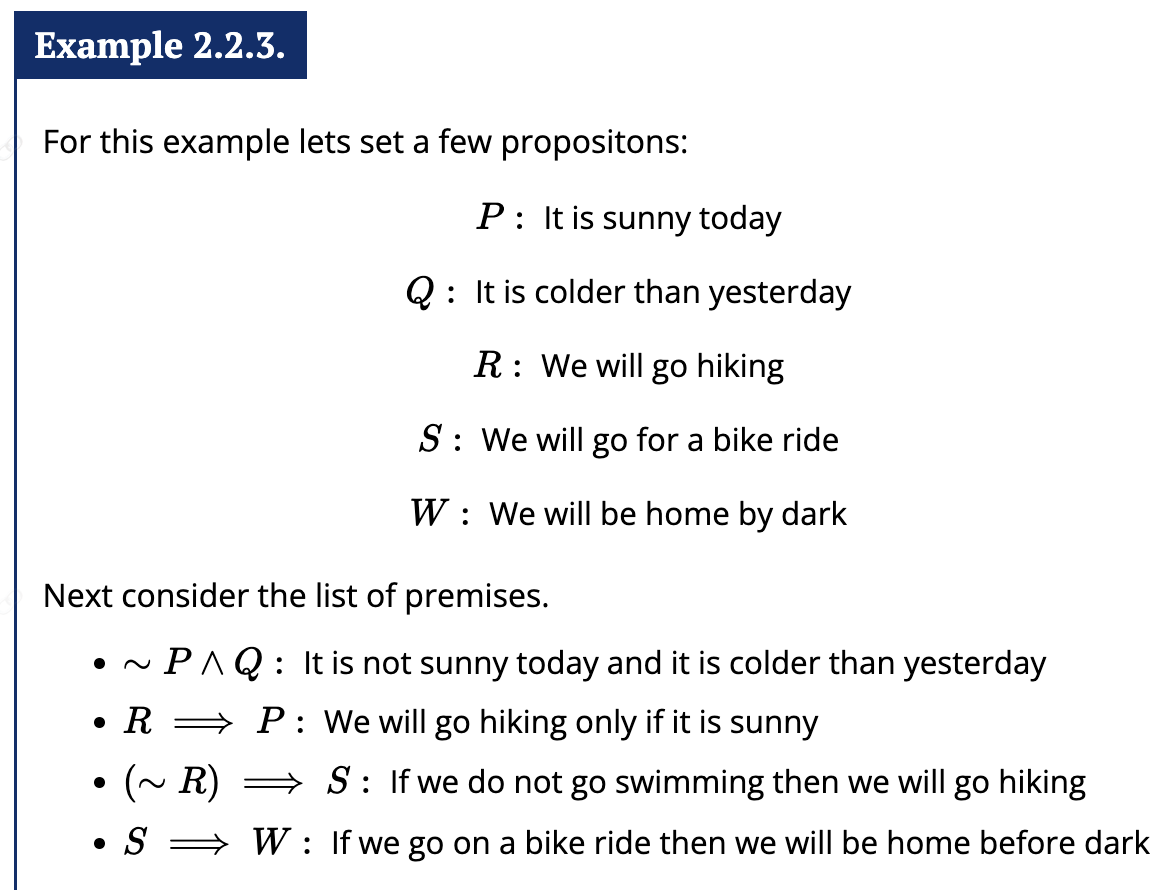 Example 2.2.3.
For this example lets set a few propositons:
P : It is sunny today
Q : It is colder than yesterday
R : We will go hiking
S : We will go for a bike ride
W : We will be home by dark
Next consider the list of premises.
• ∼ P ∧ Q : It is not sunny today and it is colder than yesterday
• R ⟹ P : We will go hiking only if it is sunny
• (∼ R) ⟹ S : If we do not go swimming then we will go hiking
• S ⟹ W : If we go on a bike ride then we will be home before dark